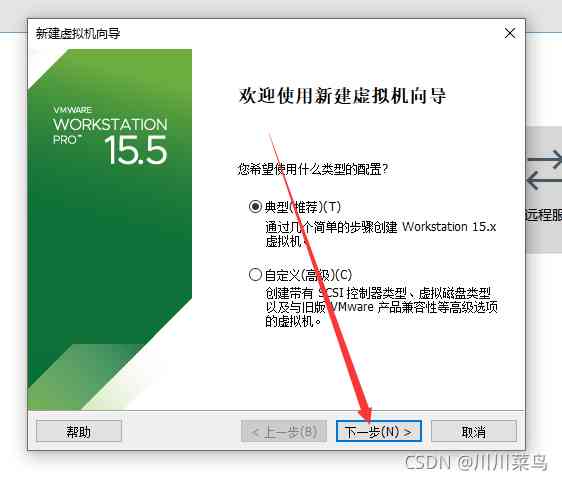 新建虚拟机向导
VMWARE
WORKSTATION
PRO™
15.5
欢迎使用新建虚拟机向导
您希望使用什么类型的配置?
典型(推荐)(T)
通过几个简单的步骤创建 Workstation 15.x
虚拟机。
自定义(高级)(C)
创建带有 SCSI 控制器类型、虚拟磁盘类型
以及与旧版 VMware 产品兼容性等高级选项
的虚拟机。
远程服
帮助
< 上一步(B)
下一步(N) >
取消
CSDN @川川菜鸟